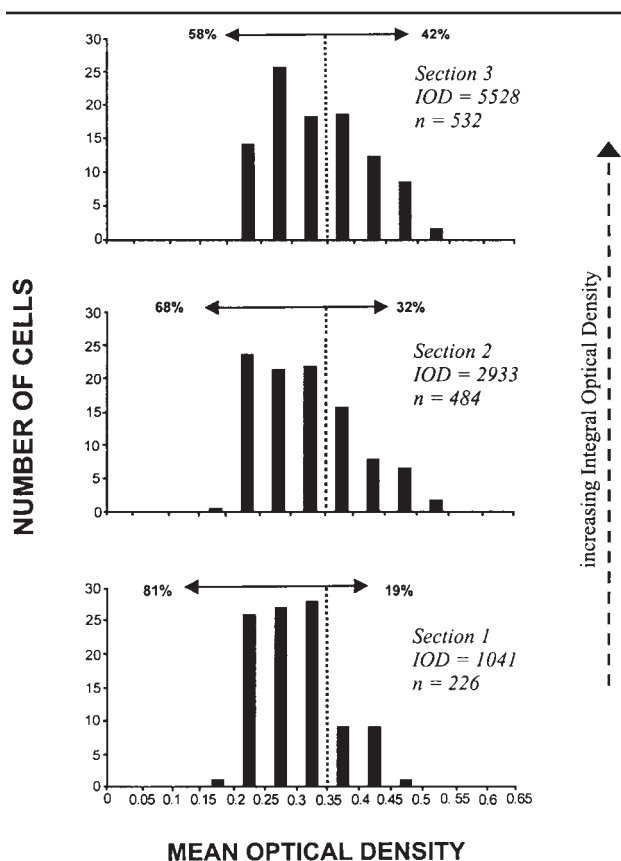 58% 42%
30
25
20
15
10
5
0
Section 3
IOD = 5528
n = 532
68% 32%
30
25
20
15
10
5
0
Section 2
IOD = 2933
n = 484
81% 19%
30
25
20
15
10
5
0
Section 1
IOD = 1041
n = 226
0 0.05 0.1 0.15 0.2 0.25 0.3 0.35 0.4 0.45 0.5 0.55 0.6 0.65
NUMBER OF CELLS
MEAN OPTICAL DENSITY
increasing Integral Optical Density